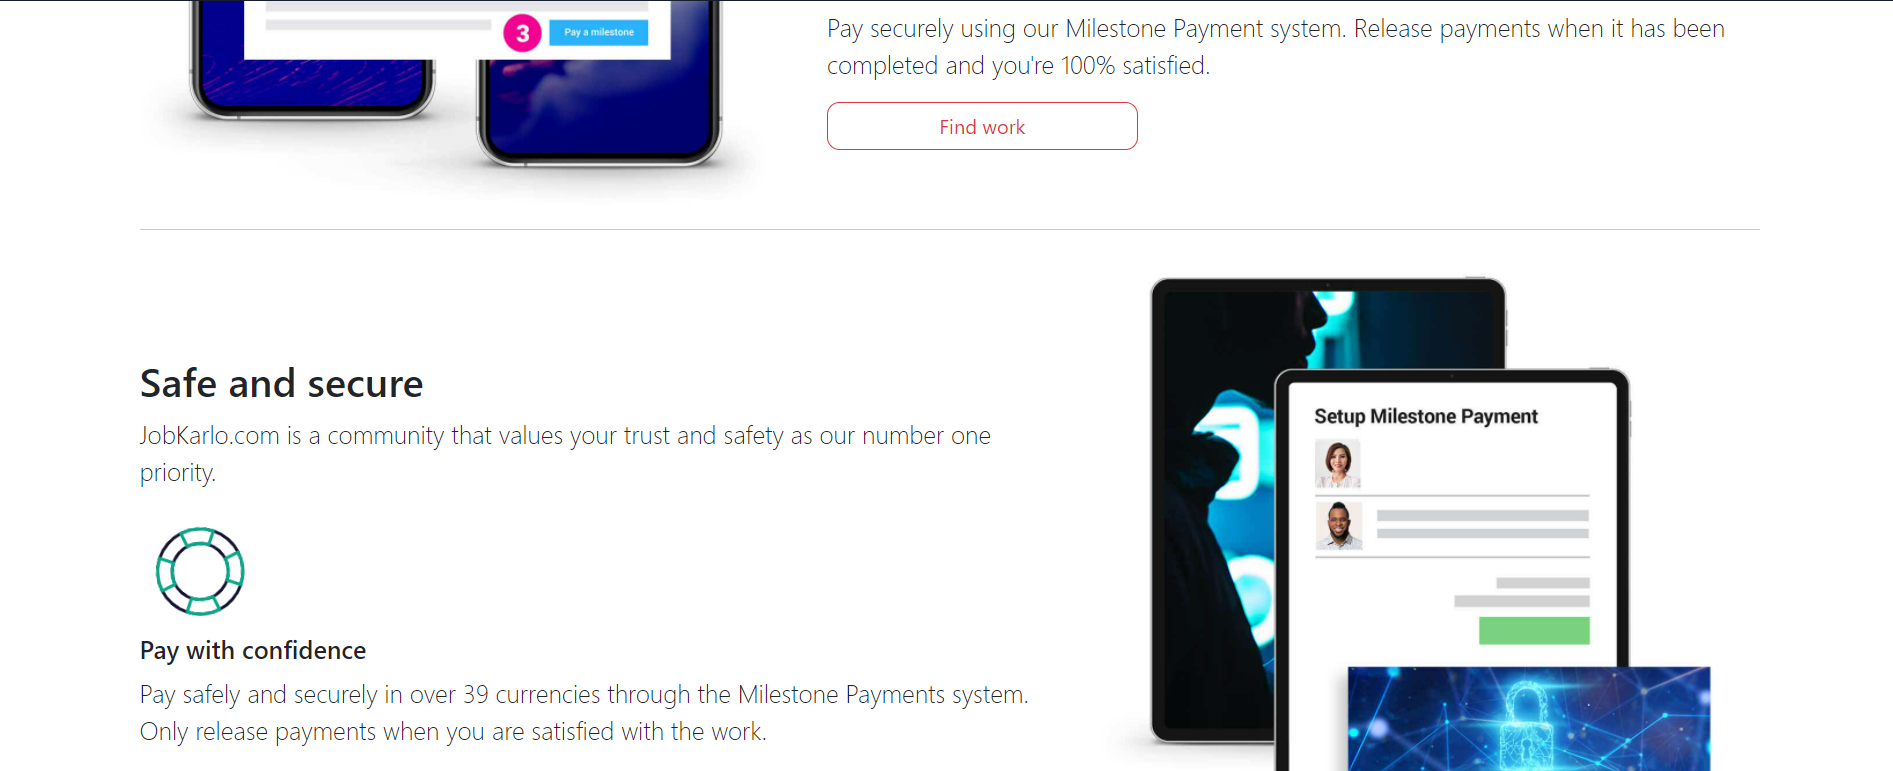 3
Pay a milestone
Pay securely using our Milestone Payment system. Release payments when it has been
completed and you're 100% satisfied.
Find work
Safe and secure
JobKarlo.com is a community that values your trust and safety as our number one
priority.
Pay with confidence
Pay safely and securely in over 39 currencies through the Milestone Payments system.
Only release payments when you are satisfied with the work.
Setup Milestone Payment